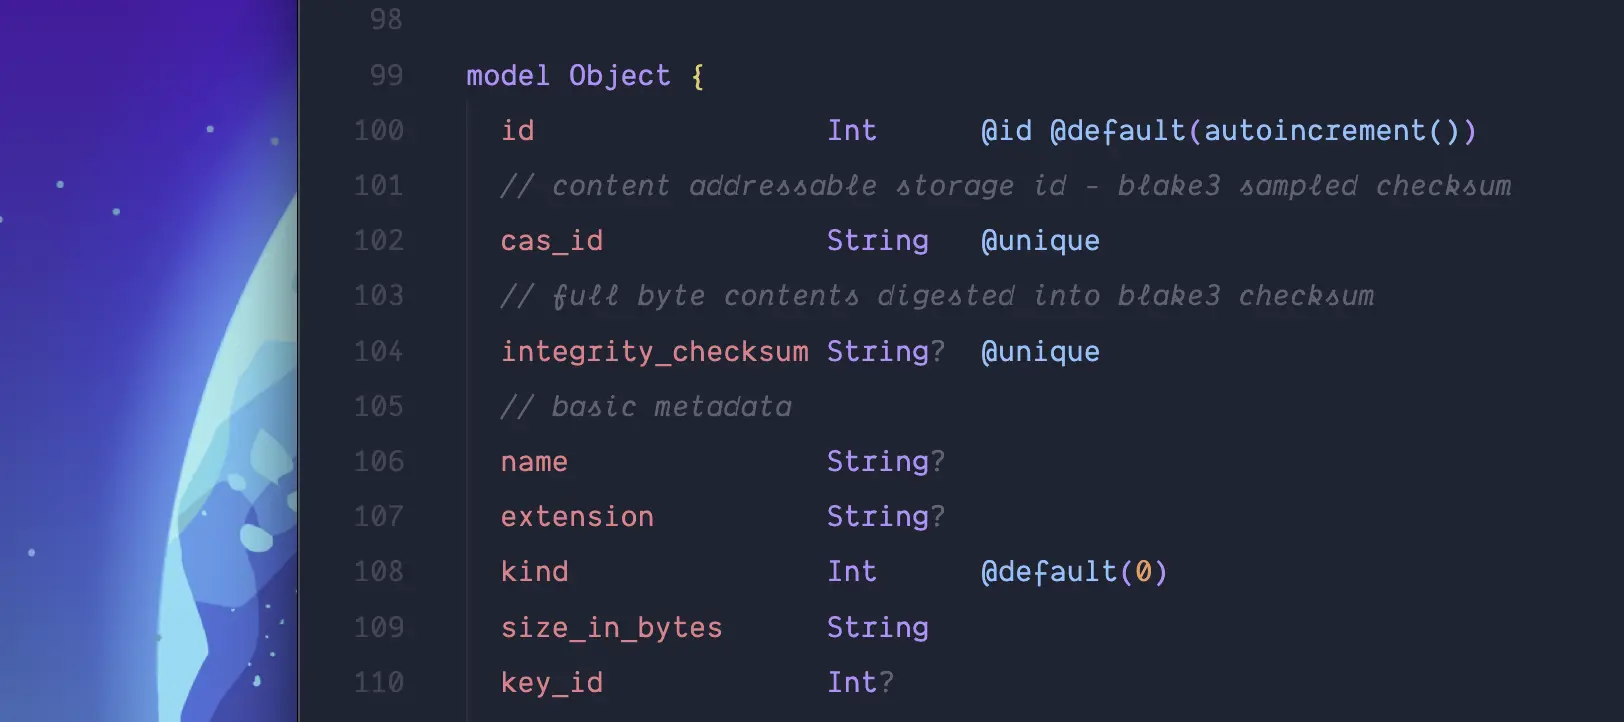 98
99 model Object {
100 id Int @id @default(autoincrement())
101 // content addressable storage id - blake3 sampled checksum
102 cas_id String @unique
103 // full byte contents digested into blake3 checksum
104 integrity_checksum String? @unique
105 // basic metadata
106 name String?
107 extension String?
108 kind Int @default(0)
109 size_in_bytes String
110 key_id Int?